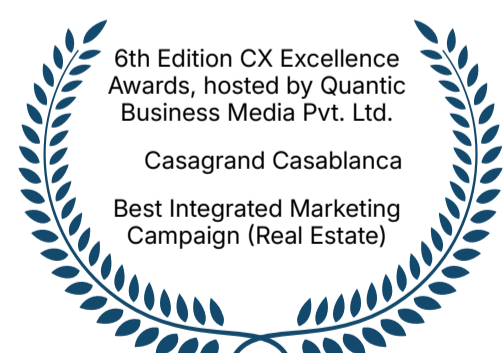 6th Edition CX Excellence
Awards, hosted by Quantic
Business Media Pvt. Ltd.
Casagrand Casablanca
Best Integrated Marketing
Campaign (Real Estate)